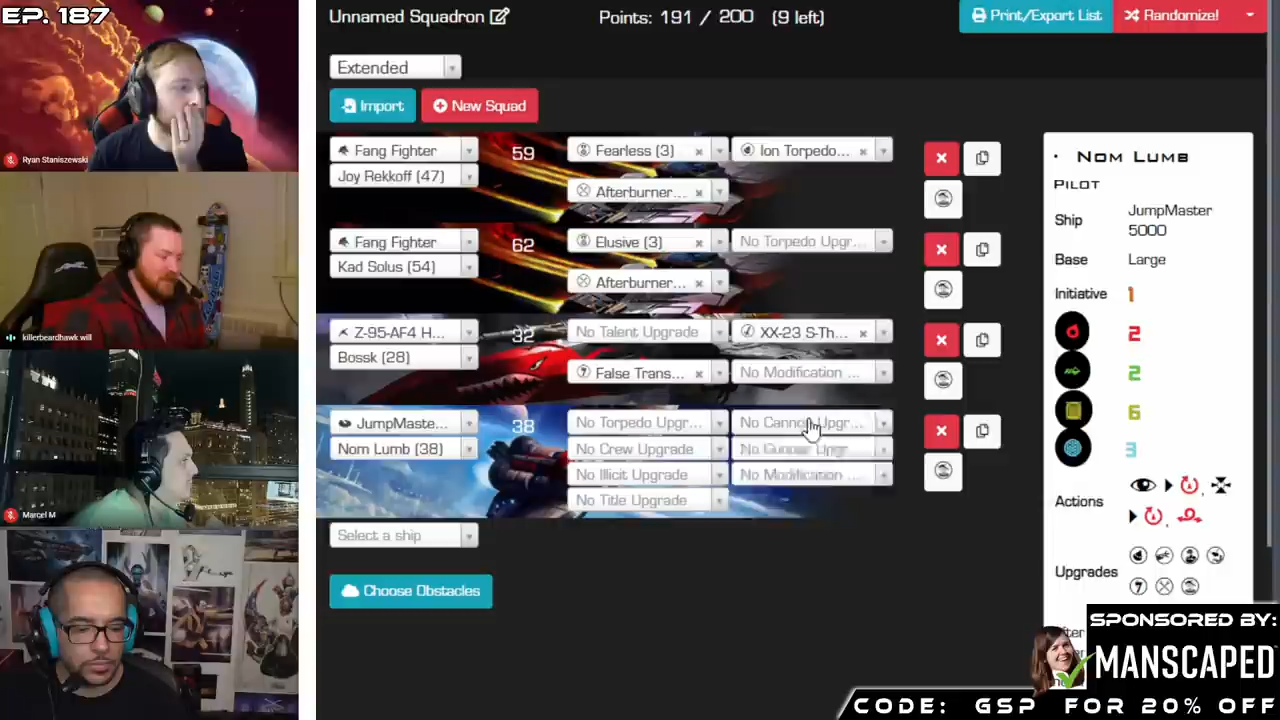 EP. 187
Ryan Staniszewski
killerbeardhawk will
Marcel M
Unnamed Squadron
Points: 191 / 200 (9 left)
Print/Export List
Randomize!
Extended
Import
New Squad
Fang Fighter
59
Fearless (3)
Ion Torpedo...
Joy Rekkoff (47)
Afterburner...
Fang Fighter
62
Elusive (3)
No Torpedo Upgr...
Kad Solus (54)
Afterburner...
Z-95-AF4 H...
32
No Talent Upgrade
XX-23 S-Th...
Bossk (28)
False Trans...
No Modification ...
JumpMaste...
38
No Torpedo Upgr...
No Cannon Upgr...
Nom Lumb (38)
No Crew Upgrade
No Gunner Upgr...
No Illicit Upgrade
No Modification ...
No Title Upgrade
Select a ship
Choose Obstacles
· Nom Lumb
Pilot
Ship
JumpMaster
5000
Base
Large
Initiative
1
2
2
6
3
Actions
Upgrades
SPONSORED BY:
MANSCAPED
CODE: GSP FOR 20% OFF